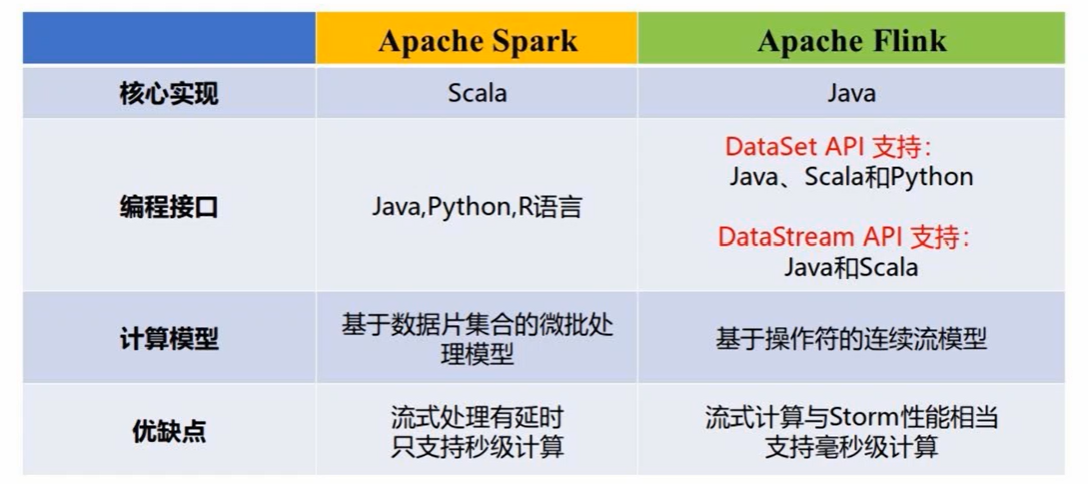 Apache Spark
Apache Flink
核心实现
Scala
Java
编程接口
Java,Python,R语言
DataSet API 支持：
Java、Scala和Python
DataStream API 支持：
Java和Scala
计算模型
基于数据片集合的微批处
理模型
基于操作符的连续流模型
优缺点
流式处理有延时
只支持秒级计算
流式计算与Storm性能相当
支持毫秒级计算